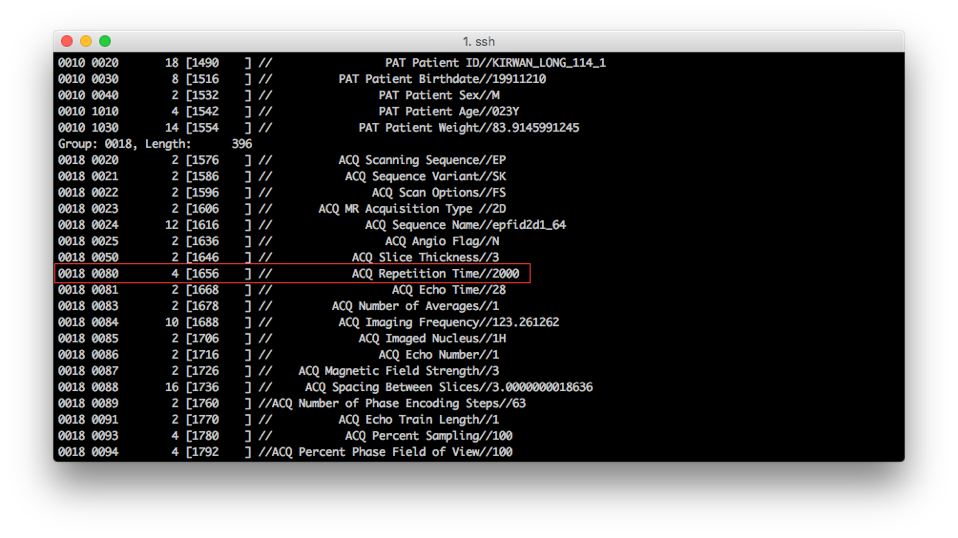 1. ssh
0010 0020 18 [1490 ] // PAT Patient ID//KIRWAN_LONG_114_1
0010 0030 8 [1516 ] // PAT Patient Birthdate//19911210
0010 0040 2 [1532 ] // PAT Patient Sex//M
0010 1010 4 [1542 ] // PAT Patient Age//023Y
0010 1030 14 [1554 ] // PAT Patient Weight//83.9145991245
Group: 0018, Length: 396
0018 0020 2 [1576 ] // ACQ Scanning Sequence//EP
0018 0021 2 [1586 ] // ACQ Sequence Variant//SK
0018 0022 2 [1596 ] // ACQ Scan Options//FS
0018 0023 2 [1606 ] // ACQ MR Acquisition Type //2D
0018 0024 12 [1616 ] // ACQ Sequence Name//epfid2d1_64
0018 0025 2 [1636 ] // ACQ Angio Flag//N
0018 0050 2 [1646 ] // ACQ Slice Thickness//3
0018 0080 4 [1656 ] // ACQ Repetition Time//2000
0018 0081 2 [1668 ] // ACQ Echo Time//28
0018 0083 2 [1678 ] // ACQ Number of Averages//1
0018 0084 10 [1688 ] // ACQ Imaging Frequency//123.261262
0018 0085 2 [1706 ] // ACQ Imaged Nucleus//1H
0018 0086 2 [1716 ] // ACQ Echo Number//1
0018 0087 2 [1726 ] // ACQ Magnetic Field Strength//3
0018 0088 16 [1736 ] // ACQ Spacing Between Slices//3.0000000018636
0018 0089 2 [1760 ] //ACQ Number of Phase Encoding Steps//63
0018 0091 2 [1770 ] // ACQ Echo Train Length//1
0018 0093 4 [1780 ] // ACQ Percent Sampling//100
0018 0094 4 [1792 ] //ACQ Percent Phase Field of View//100